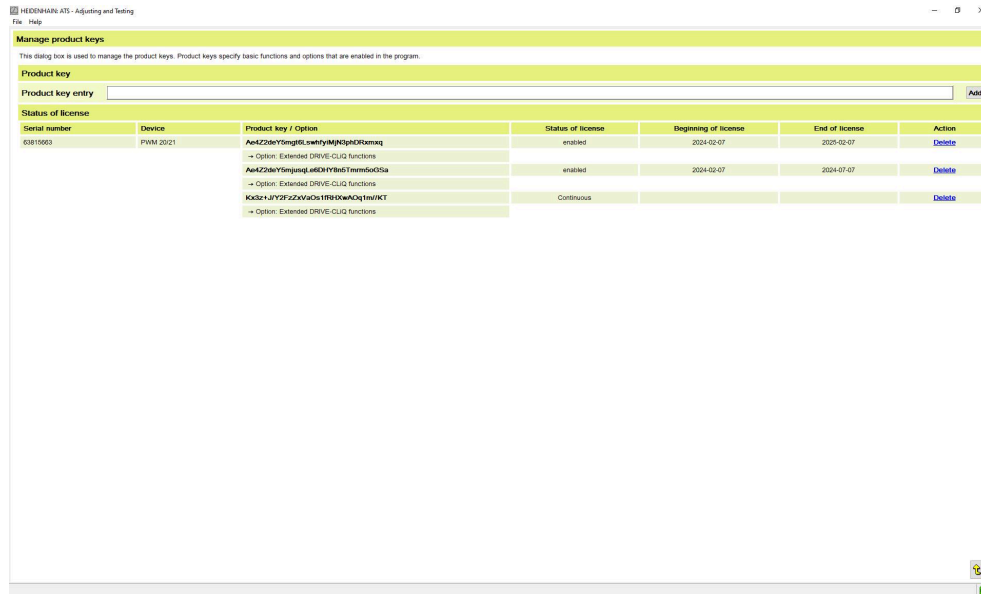 HEIDENHAIN: ATS - Adjusting and Testing
File Help
Manage product keys
This dialog box is used to manage the product keys. Product keys specify basic functions and options that are enabled in the program.
Product key
Product key entry Add
Status of license
Serial number Device Product key / Option Status of license Beginning of license End of license Action
63815663 PWM 20/21 Ae4Z2deY5mgt6LswhfyiMjN3phDRxmxq enabled 2024-02-07 2025-02-07 Delete
→ Option: Extended DRIVE-CLiQ functions
Ae4Z2deY5mjusqLe6DHY8n5Tmrm5oGSa enabled 2024-02-07 2024-07-07 Delete
→ Option: Extended DRIVE-CLiQ functions
Kx3z+J/Y2FzZxVaOs1fRHXwAOq1m//KT Continuous Delete
→ Option: Extended DRIVE-CLiQ functions